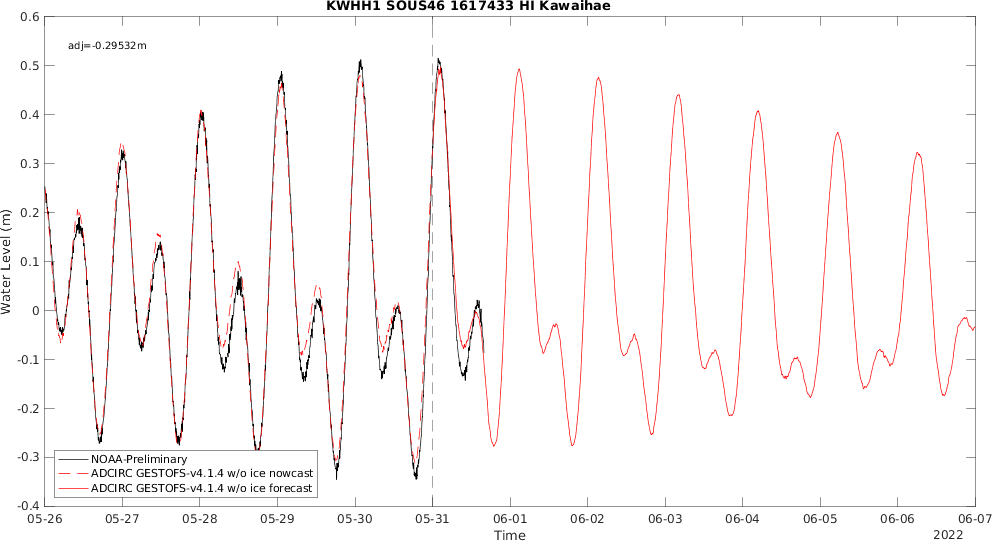 KWHH1 SOUS46 1617433 HI Kawaihae
adj=-0.29532m
Water Level (m)
0.6
0.5
0.4
0.3
0.2
0.1
0
-0.1
-0.2
-0.3
-0.4
NOAA-Preliminary
ADCIRC GESTOFS-v4.1.4 w/o ice nowcast
ADCIRC GESTOFS-v4.1.4 w/o ice forecast
05-26 05-27 05-28 05-29 05-30 05-31 06-01 06-02 06-03 06-04 06-05 06-06 06-07
Time
2022